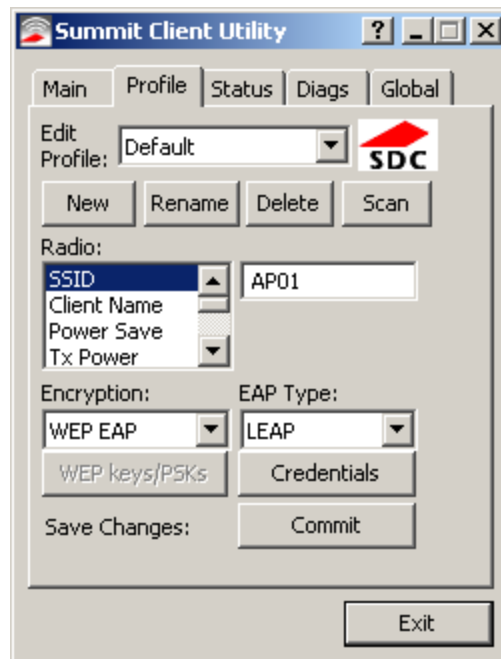 Summit Client Utility ? _ □ X
Main Profile Status Diags Global
Edit
Profile: Default
SDC
New Rename Delete Scan
Radio:
SSID AP01
Client Name
Power Save
Tx Power
Encryption: EAP Type:
WEP EAP LEAP
WEP keys/PSKs Credentials
Save Changes: Commit
Exit